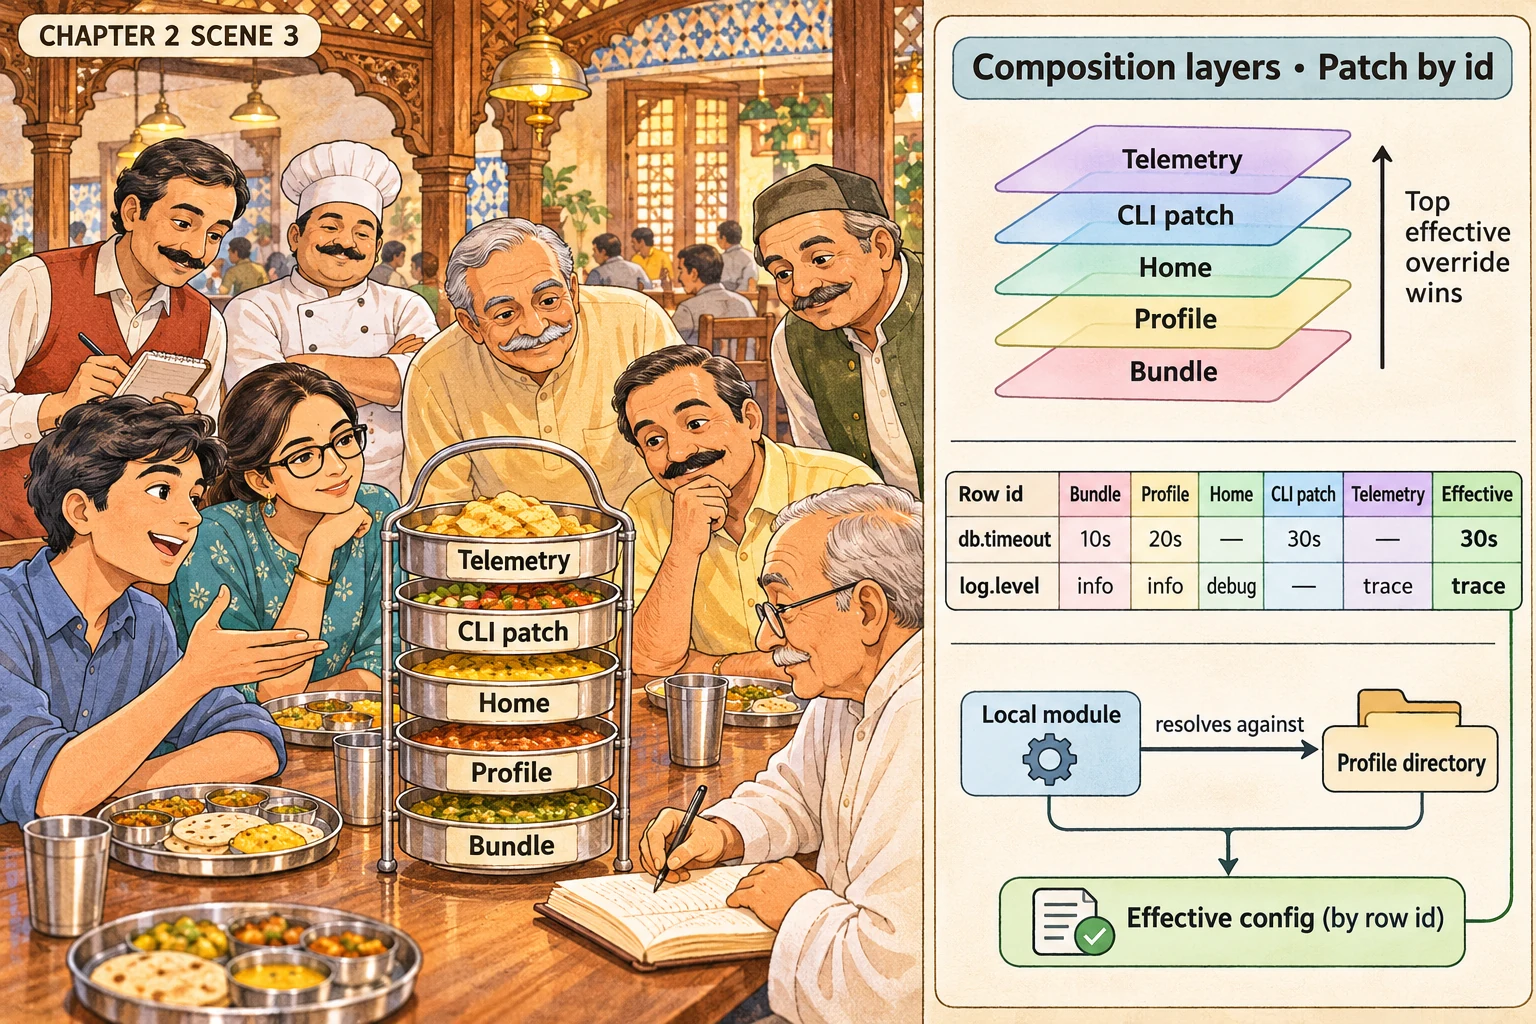 CHAPTER 2 SCENE 3
Telemetry
CLI patch
Home
Profile
Bundle
Composition layers • Patch by id
Telemetry
CLI patch
Home
Profile
Bundle
Top
effective
override
wins
Row id Bundle Profile Home CLI patch Telemetry Effective
db.timeout 10s 20s — 30s — 30s
log.level info info debug — trace trace
Local module
resolves against
Profile directory
Effective config (by row id)